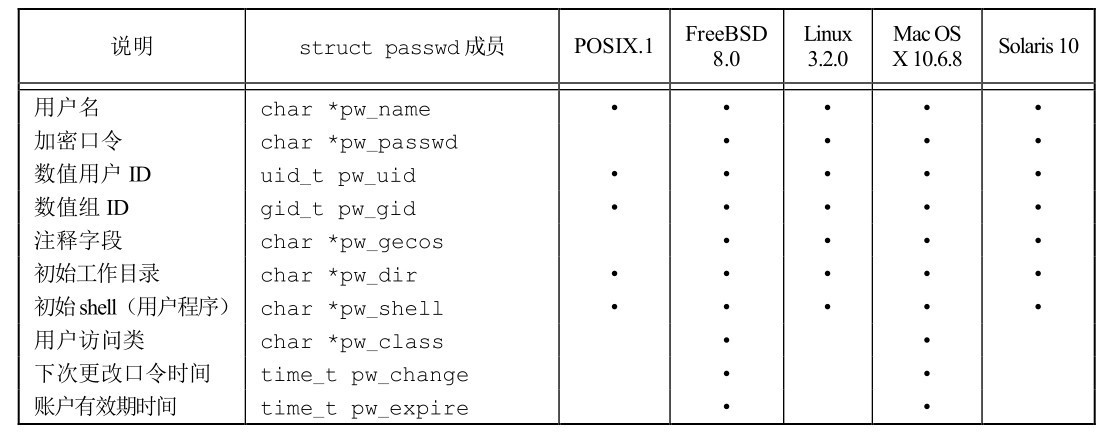 说明 struct passwd 成员 POSIX.1 FreeBSD 8.0 Linux 3.2.0 Mac OS X 10.6.8 Solaris 10
用户名 char *pw_name • • • • •
加密口令 char *pw_passwd • • • •
数值用户 ID uid_t pw_uid • • • • •
数值组 ID gid_t pw_gid • • • • •
注释字段 char *pw_gecos • • • •
初始工作目录 char *pw_dir • • • • •
初始 shell（用户程序） char *pw_shell • • • • •
用户访问类 char *pw_class • •
下次更改口令时间 time_t pw_change • •
账户有效期时间 time_t pw_expire • •